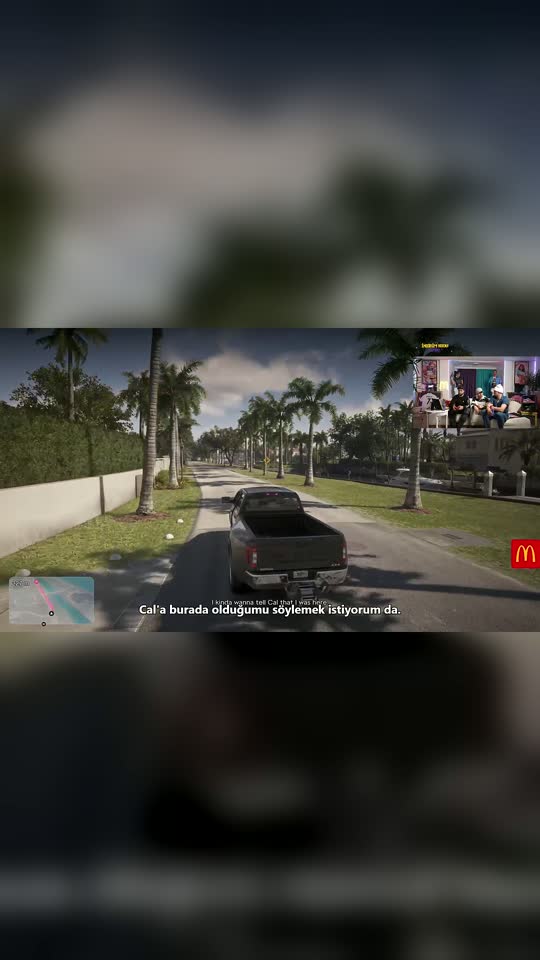 I kinda wanna tell Cal that I was here.
Cal'a burada olduğumu söylemek istiyorum da.